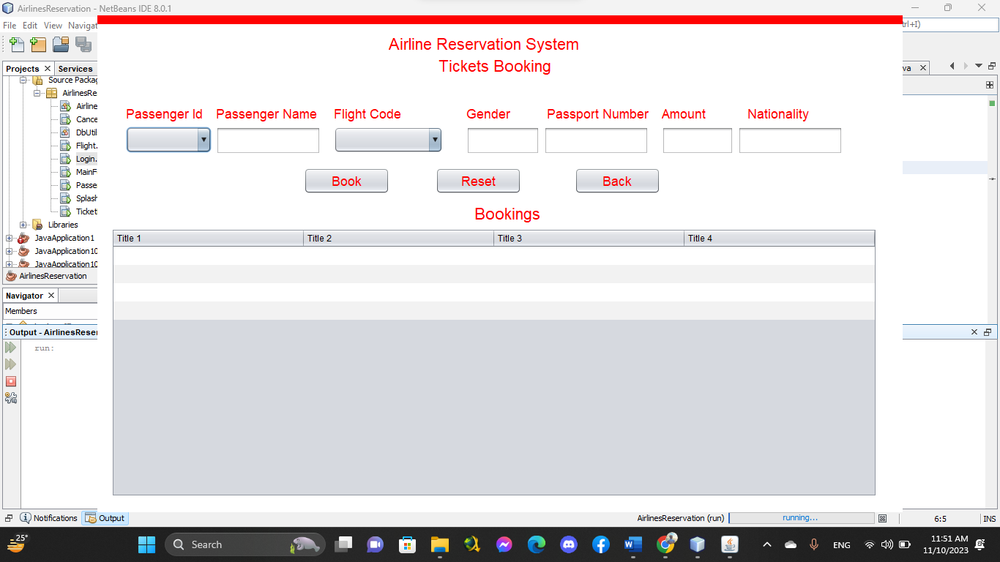 AirlinesReservation - NetBeans IDE 8.0.1
File Edit View Navigat
trl+I)
Airline Reservation System
Tickets Booking
Projects Services
va
Source Packag
AirlinesRe
Airline
Cance
DbUtil
Flight.
Login.
MainF
Passe
Splash
Ticket
Libraries
JavaApplication1
JavaApplication10
JavaApplication10
AirlinesReservation
Passenger Id Passenger Name Flight Code Gender Passport Number Amount Nationality
Book Reset Back
Bookings
Title 1 Title 2 Title 3 Title 4
Navigator
Members
Output - AirlinesReser
run:
Notifications Output
AirlinesReservation (run) running... 6:5 INS
25°
Search
ENG
11:51 AM
11/10/2023